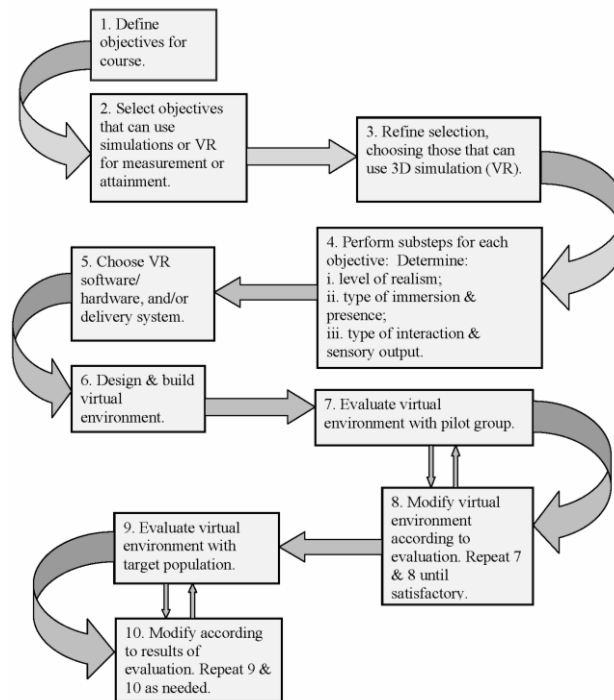 1. Define
objectives for
course.
2. Select objectives
that can use
simulations or VR
for measurement or
attainment.
3. Refine selection,
choosing those that can
use 3D simulation (VR).
4. Perform substeps for each
objective: Determine:
i. level of realism;
ii. type of immersion &
presence;
iii. type of interaction &
sensory output.
5. Choose VR
software/
hardware, and/or
delivery system.
6. Design & build
virtual
environment.
7. Evaluate virtual
environment with pilot group.
8. Modify virtual
environment
according to
evaluation. Repeat 7
& 8 until
satisfactory.
9. Evaluate virtual
environment with
target population.
10. Modify according
to results of
evaluation. Repeat 9 &
10 as needed.